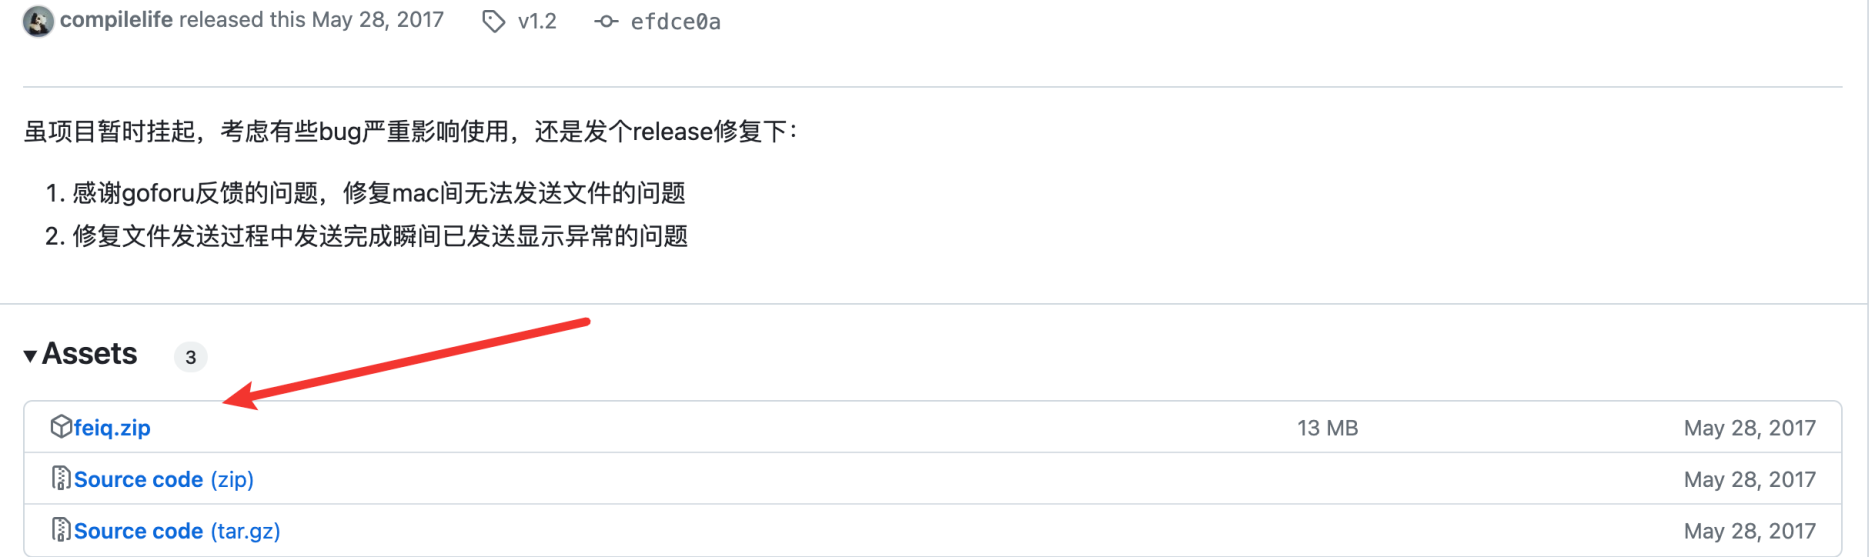 compilelife released this May 28, 2017 v1.2 efdce0a
虽项目暂时挂起，考虑有些bug严重影响使用，还是发个release修复下：
1. 感谢goforu反馈的问题，修复mac间无法发送文件的问题
2. 修复文件发送过程中发送完成瞬间已发送显示异常的问题
Assets 3
feiq.zip 13 MB May 28, 2017
Source code (zip) May 28, 2017
Source code (tar.gz) May 28, 2017